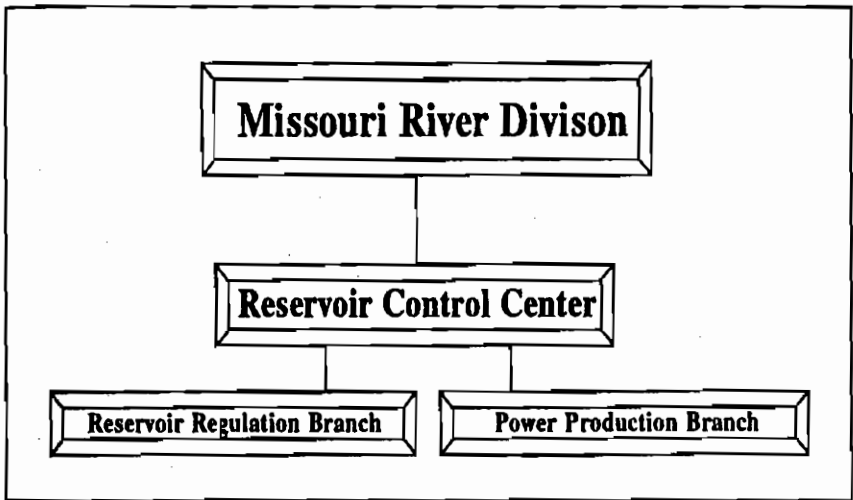 Missouri River Divison
Reservoir Control Center
Reservoir Regulation Branch
Power Production Branch